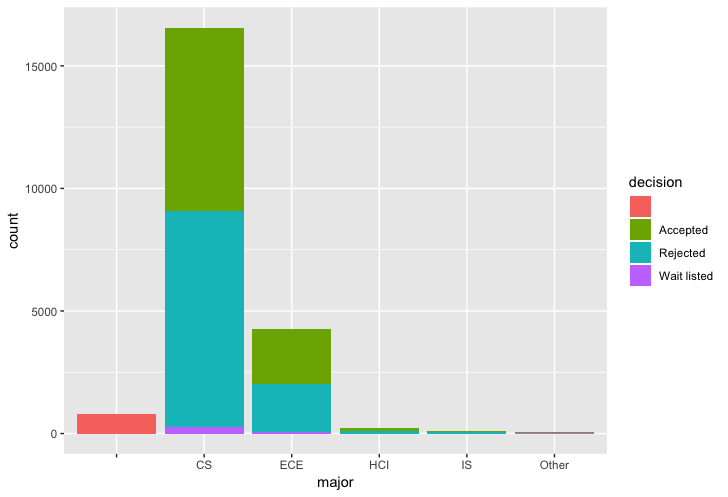 15000
10000
5000
0
count
CS
ECE
HCI
IS
Other
major
decision
Accepted
Rejected
Wait listed